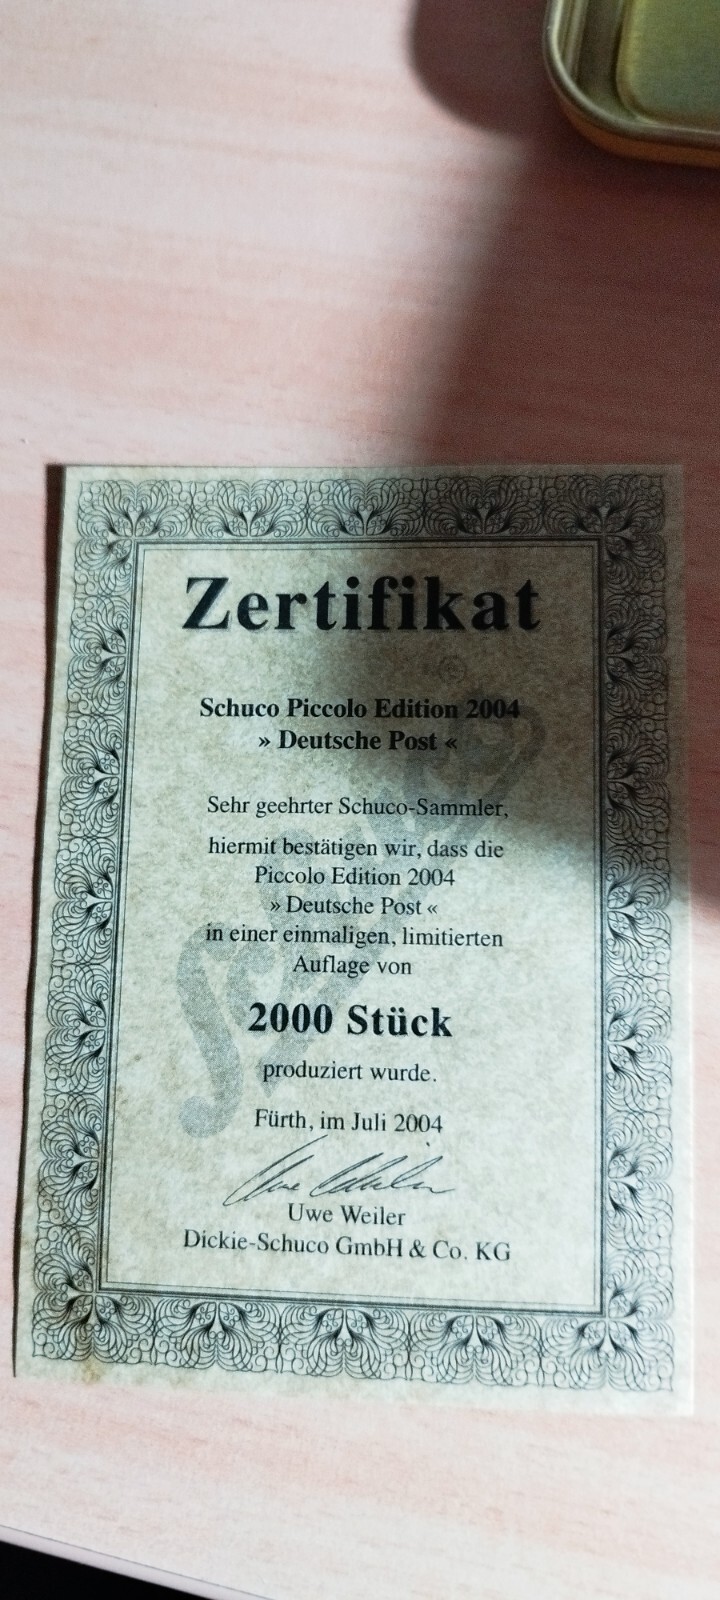 Zertifikat
Schuco Piccolo Edition 2004
» Deutsche Post «
Sehr geehrter Schuco-Sammler,
hiermit bestätigen wir, dass die
Piccolo Edition 2004
» Deutsche Post «
in einer einmaligen, limitierten
Auflage von
2000 Stück
produziert wurde.
Fürth, im Juli 2004
Uwe Weiler
Dickie-Schuco GmbH & Co. KG